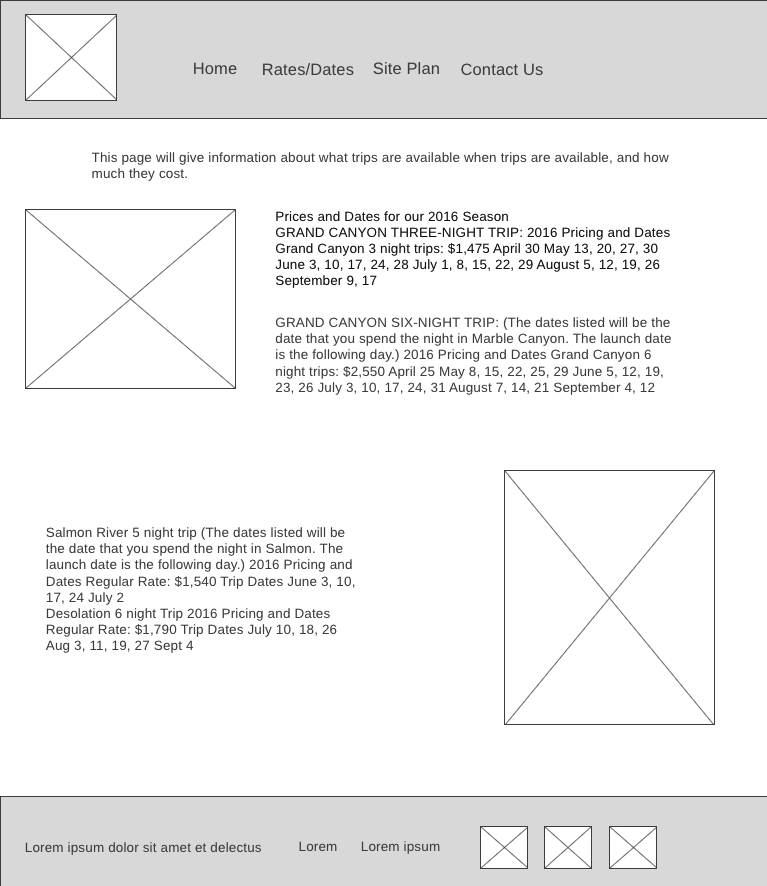 Home Rates/Dates Site Plan Contact Us
This page will give information about what trips are available when trips are available, and how
much they cost.
Prices and Dates for our 2016 Season
GRAND CANYON THREE-NIGHT TRIP: 2016 Pricing and Dates
Grand Canyon 3 night trips: $1,475 April 30 May 13, 20, 27, 30
June 3, 10, 17, 24, 28 July 1, 8, 15, 22, 29 August 5, 12, 19, 26
September 9, 17
GRAND CANYON SIX-NIGHT TRIP: (The dates listed will be the
date that you spend the night in Marble Canyon. The launch date
is the following day.) 2016 Pricing and Dates Grand Canyon 6
night trips: $2,550 April 25 May 8, 15, 22, 25, 29 June 5, 12, 19,
23, 26 July 3, 10, 17, 24, 31 August 7, 14, 21 September 4, 12
Salmon River 5 night trip (The dates listed will be
the date that you spend the night in Salmon. The
launch date is the following day.) 2016 Pricing and
Dates Regular Rate: $1,540 Trip Dates June 3, 10,
17, 24 July 2
Desolation 6 night Trip 2016 Pricing and Dates
Regular Rate: $1,790 Trip Dates July 10, 18, 26
Aug 3, 11, 19, 27 Sept 4
Lorem ipsum dolor sit amet et delectus Lorem Lorem ipsum